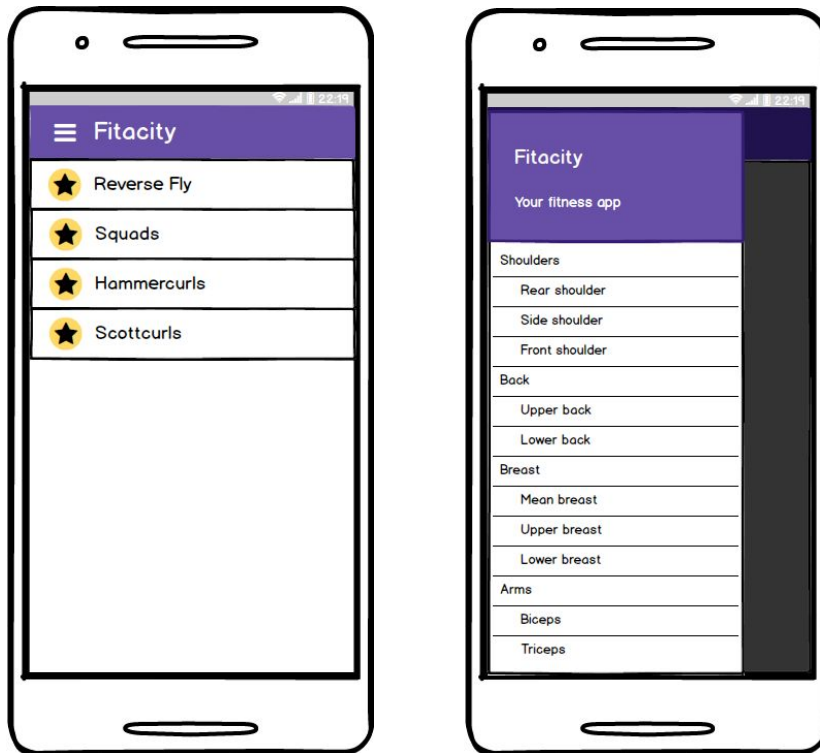 22:19
Fitacity
Reverse Fly
Squads
Hammercurls
Scottcurls
22:19
Fitacity
Your fitness app
Shoulders
Rear shoulder
Side shoulder
Front shoulder
Back
Upper back
Lower back
Breast
Mean breast
Upper breast
Lower breast
Arms
Biceps
Triceps